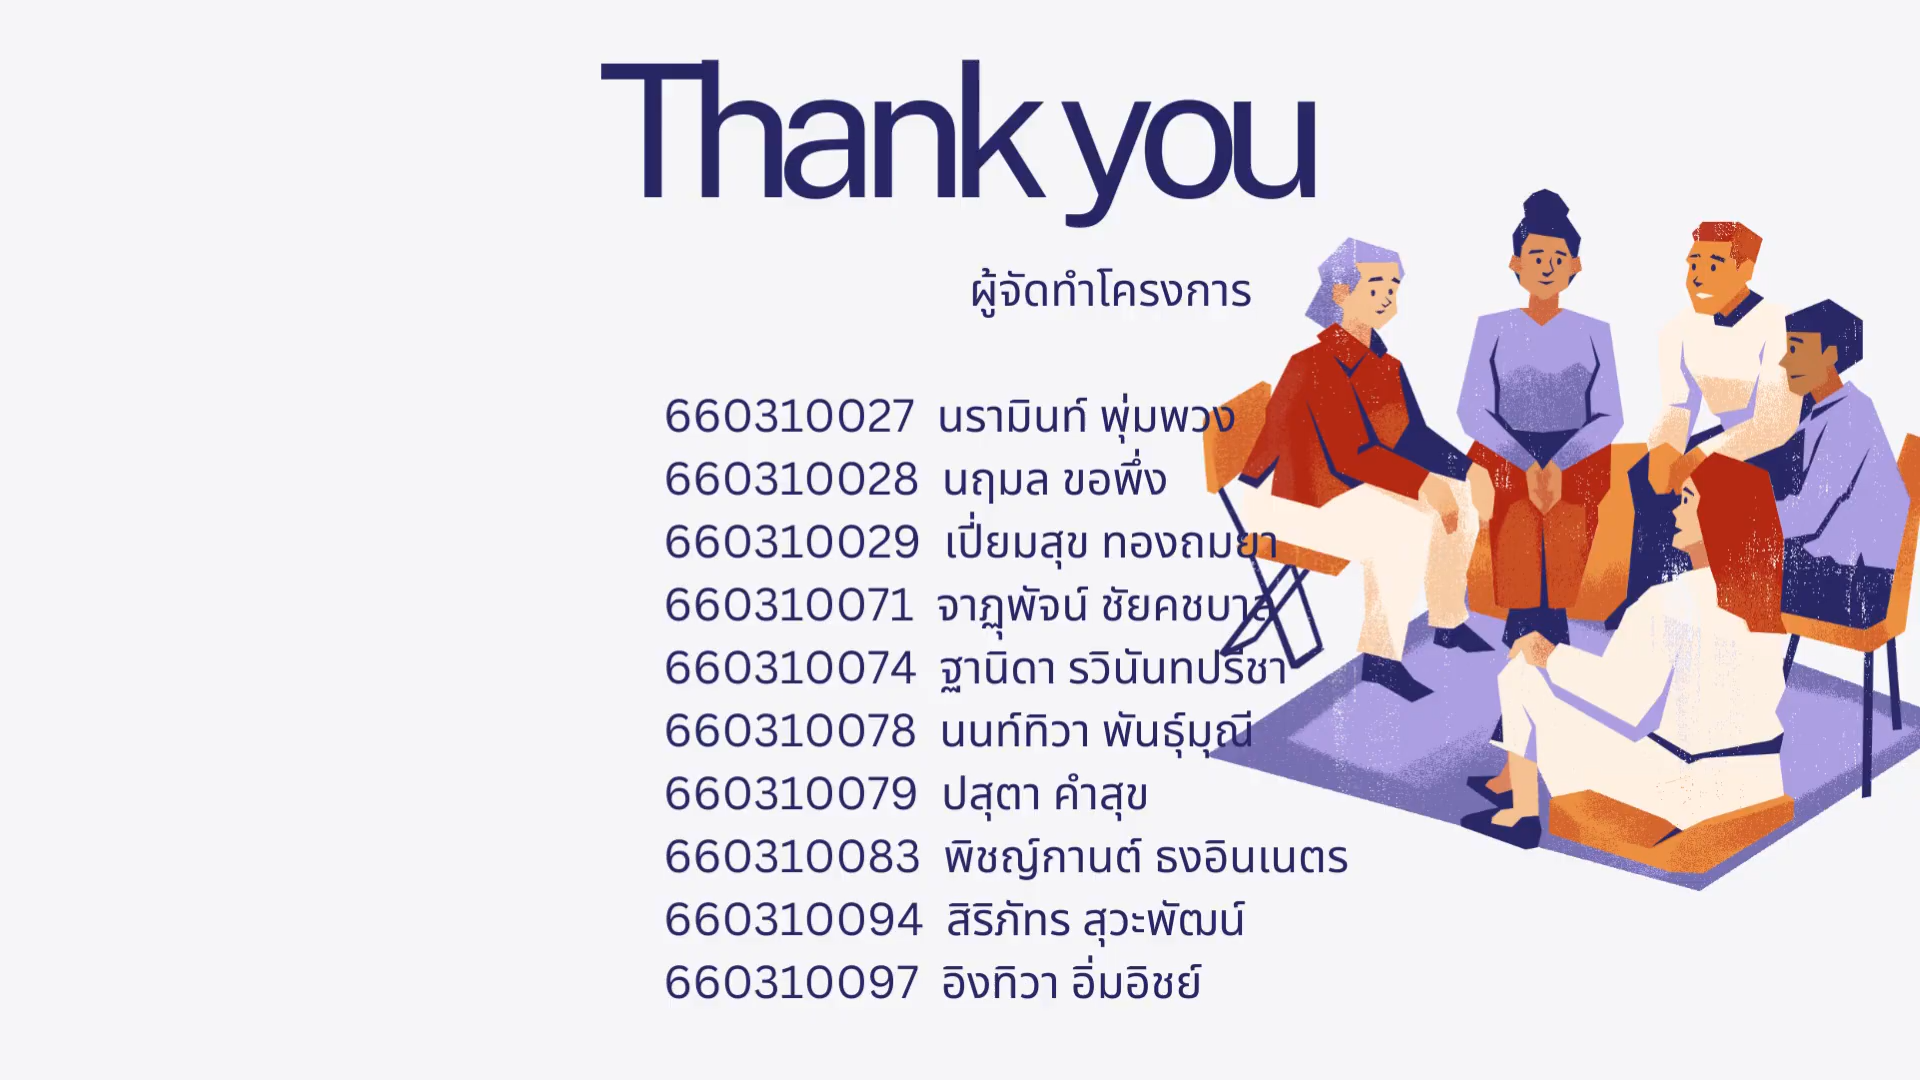 Thank you
ผู้จัดทำโครงการ
660310027 นรามินท์ พุ่มพวง
660310028 นฤมล ขอพึ่ง
660310029 เปี่ยมสุข ทองถมยา
660310071 จาฏุพัจน์ ชัยคชบาล
660310074 ฐานิดา รวินันทปรีชา
660310078 นนท์ทิวา พันธุ์มุณี
660310079 ปสุตา คำสุข
660310083 พิชญ์กานต์ ธงอินเนตร
660310094 สิริภัทร สุวะพัฒน์
660310097 อิงทิวา อิ่มอิชย์